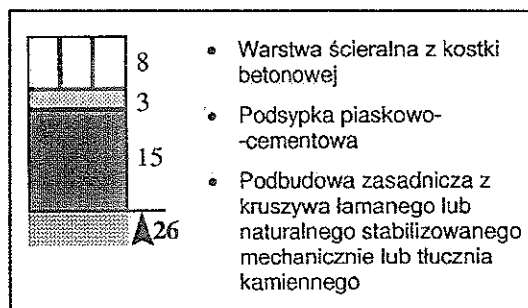 8
3
15
26
• Warstwa ścieralna z kostki
betonowej
• Podsypka piaskowo-
-cementowa
• Podbudowa zasadnicza z
kruszywa łamanego lub
naturalnego stabilizowanego
mechanicznie lub tłucznia
kamiennego